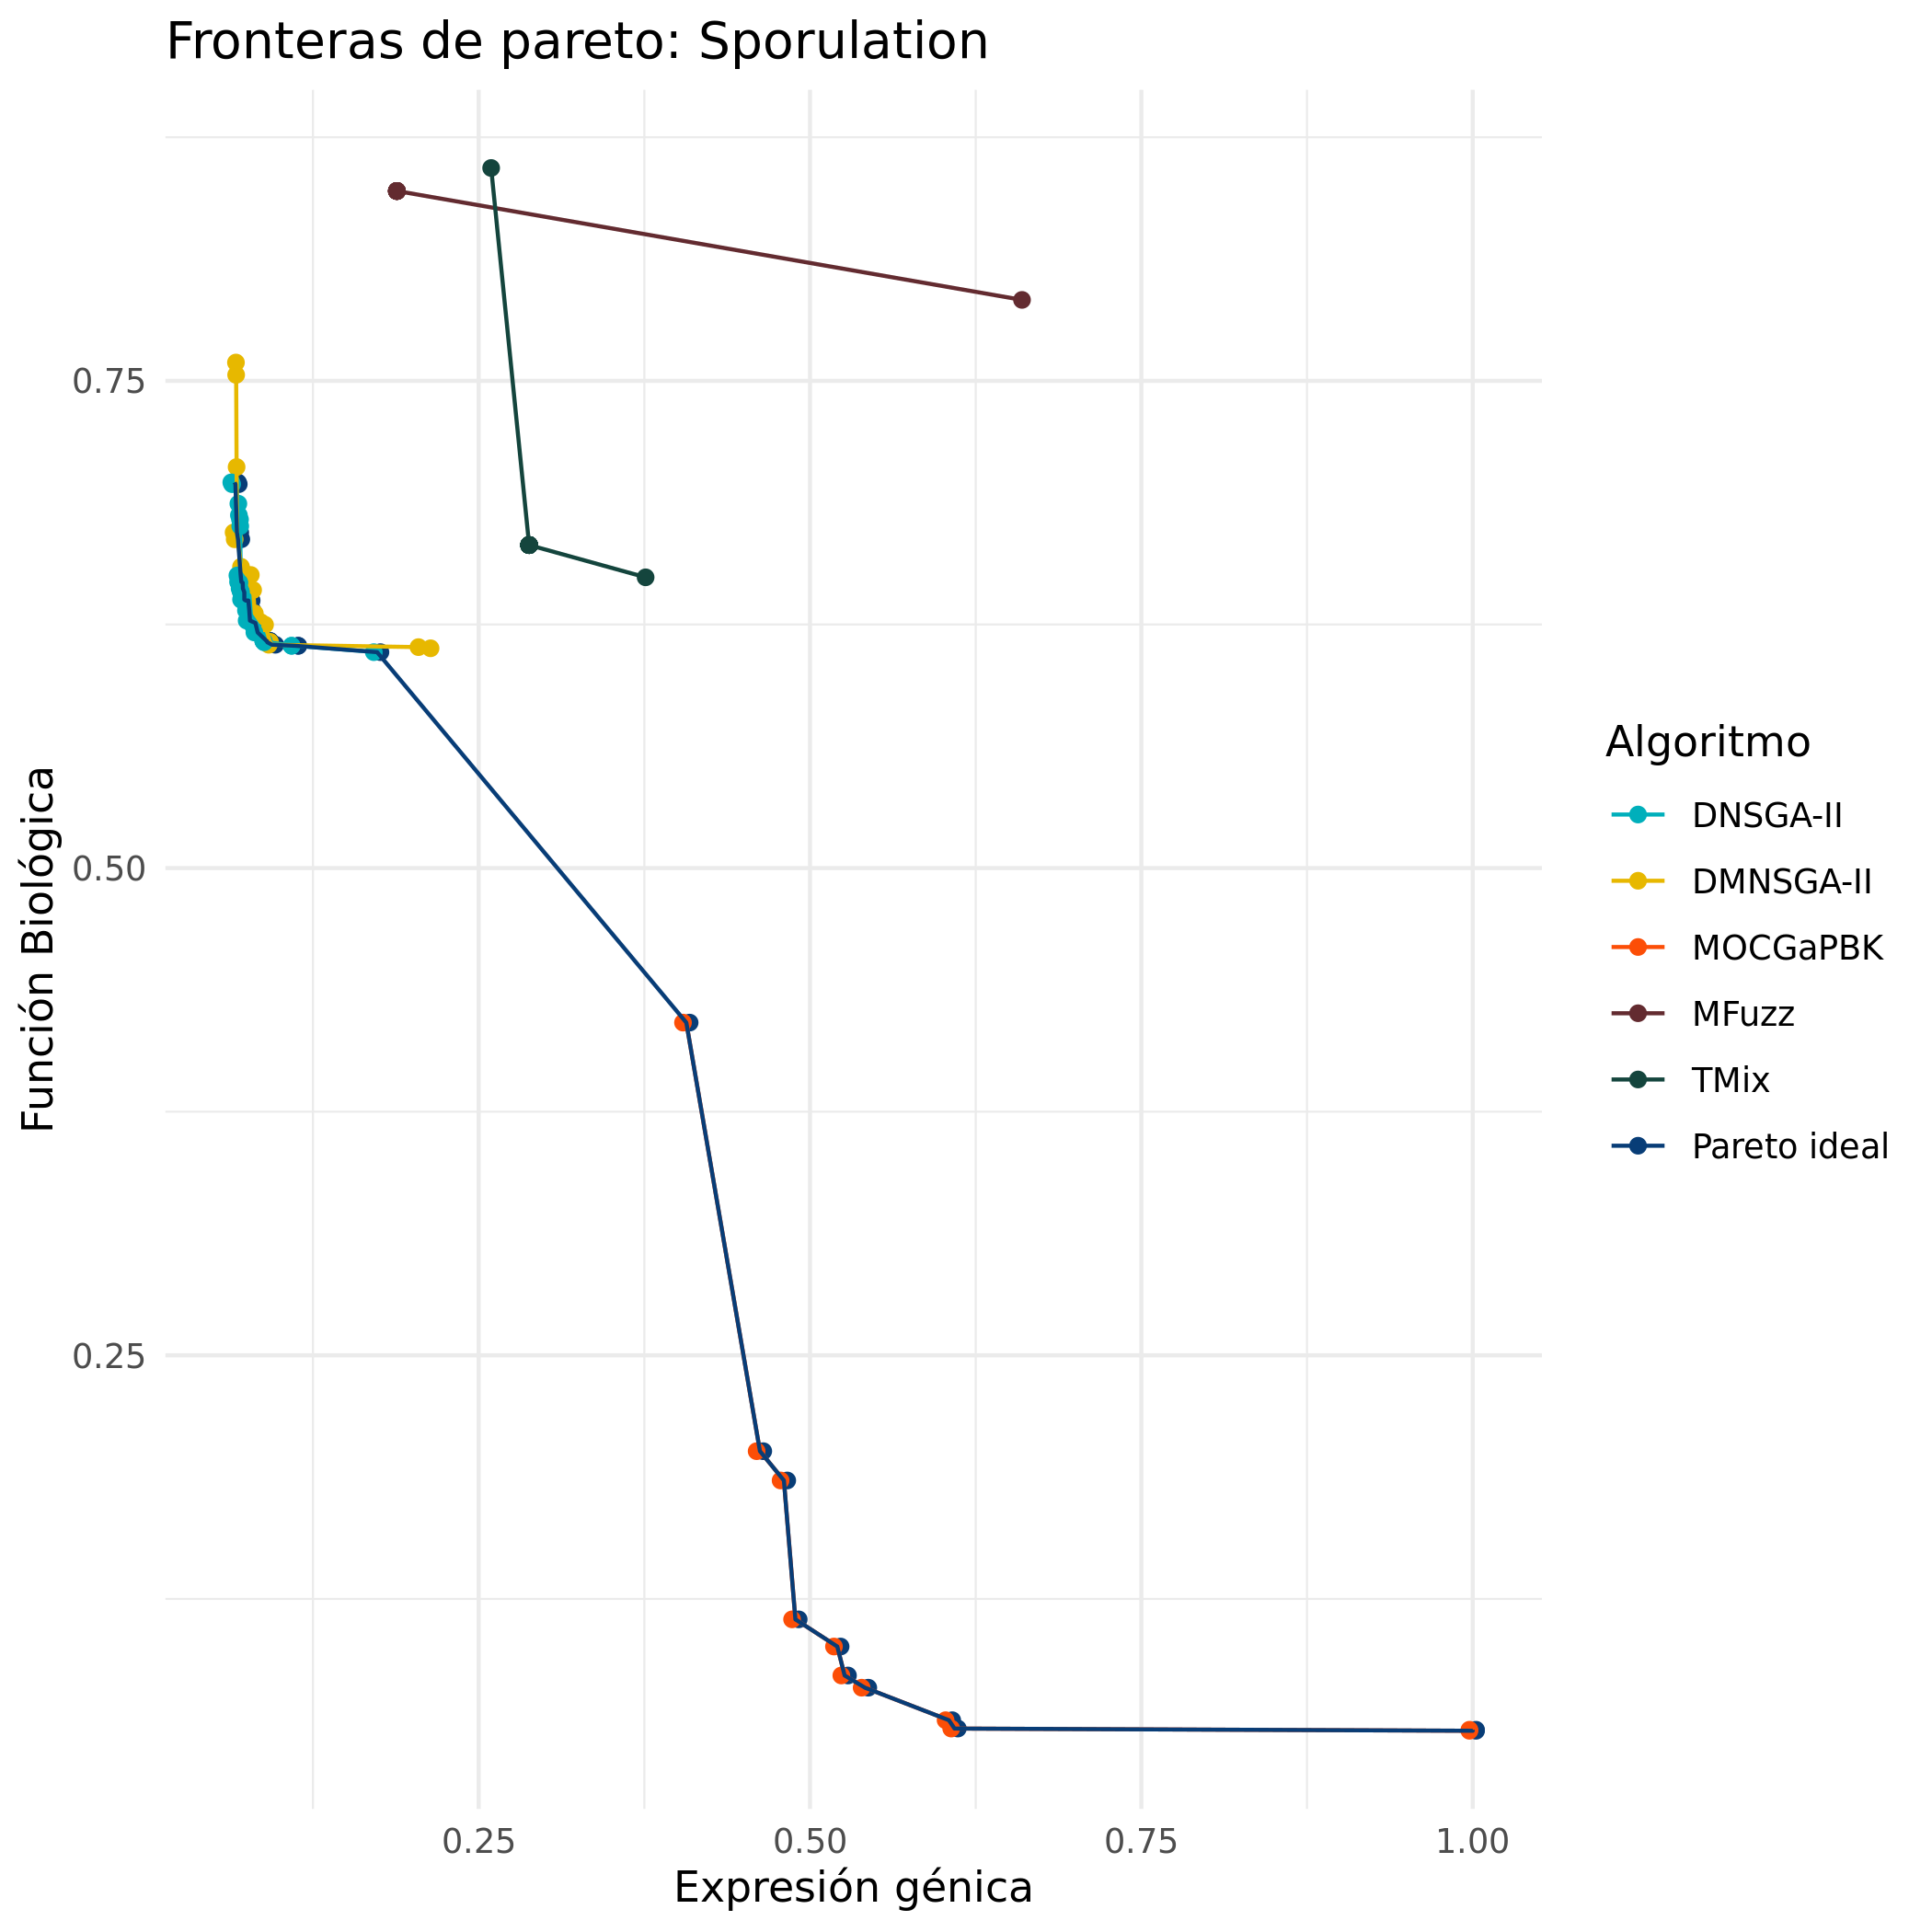 Fronteras de pareto: Sporulation
Función Biológica
0.75
0.50
0.25
0.25
0.50
0.75
1.00
Expresión génica
Algoritmo
DNSGA-II
DMNSGA-II
MOCGaPBK
MFuzz
TMix
Pareto ideal